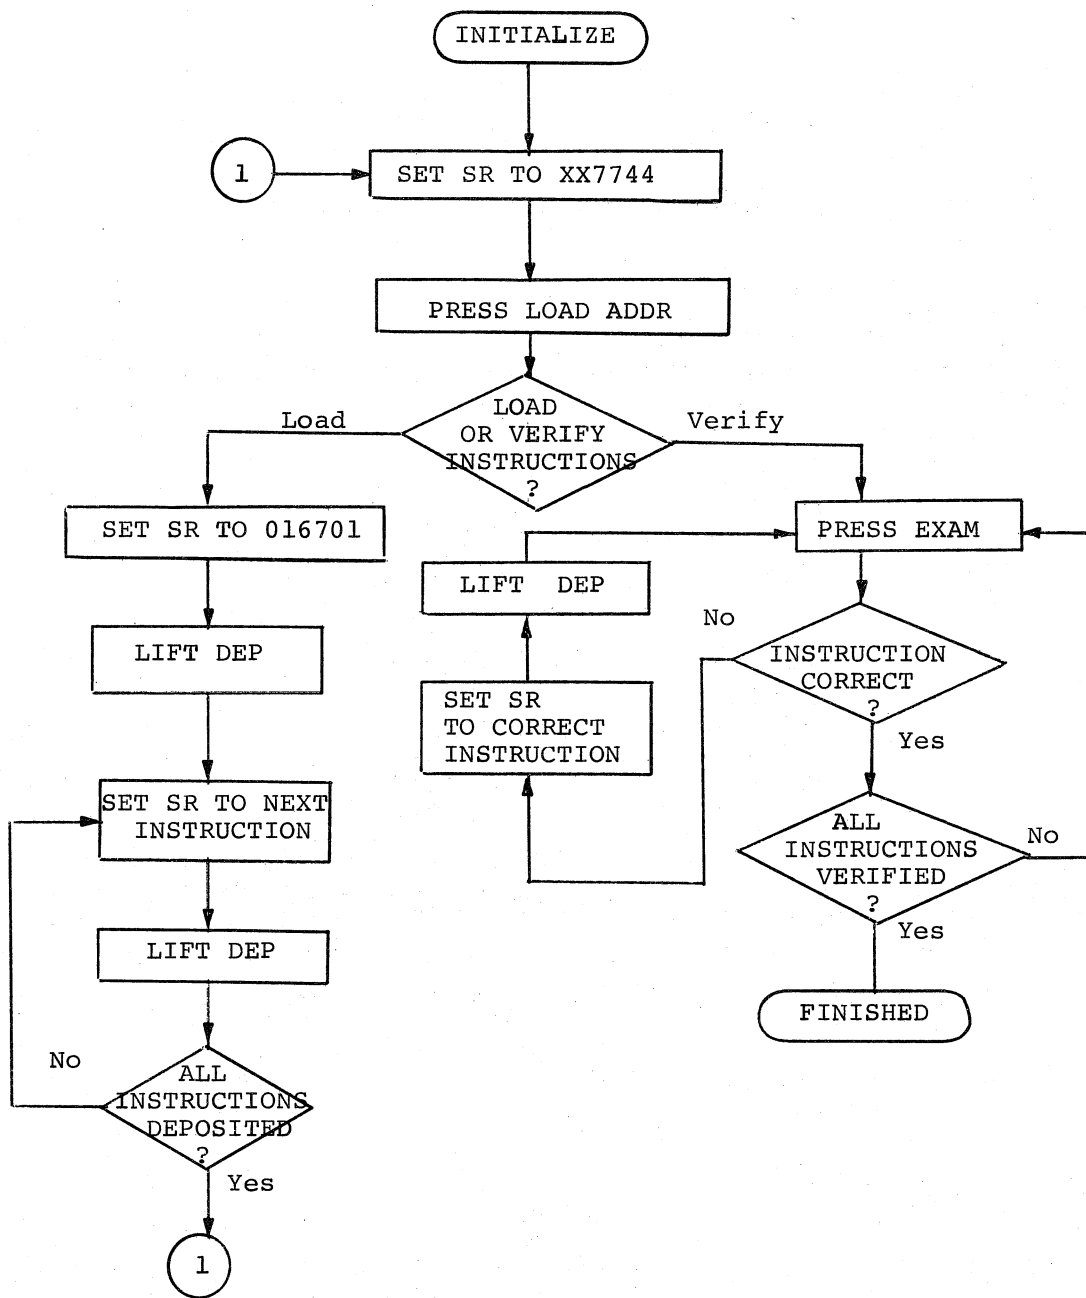 INITIALIZE
1
SET SR TO XX7744
PRESS LOAD ADDR
LOAD
OR VERIFY
INSTRUCTIONS
?
Load
Verify
SET SR TO 016701
LIFT DEP
SET SR TO NEXT
INSTRUCTION
LIFT DEP
ALL
INSTRUCTIONS
DEPOSITED
?
No
Yes
1
PRESS EXAM
INSTRUCTION
CORRECT
?
No
Yes
SET SR
TO CORRECT
INSTRUCTION
LIFT DEP
ALL
INSTRUCTIONS
VERIFIED
?
No
Yes
FINISHED